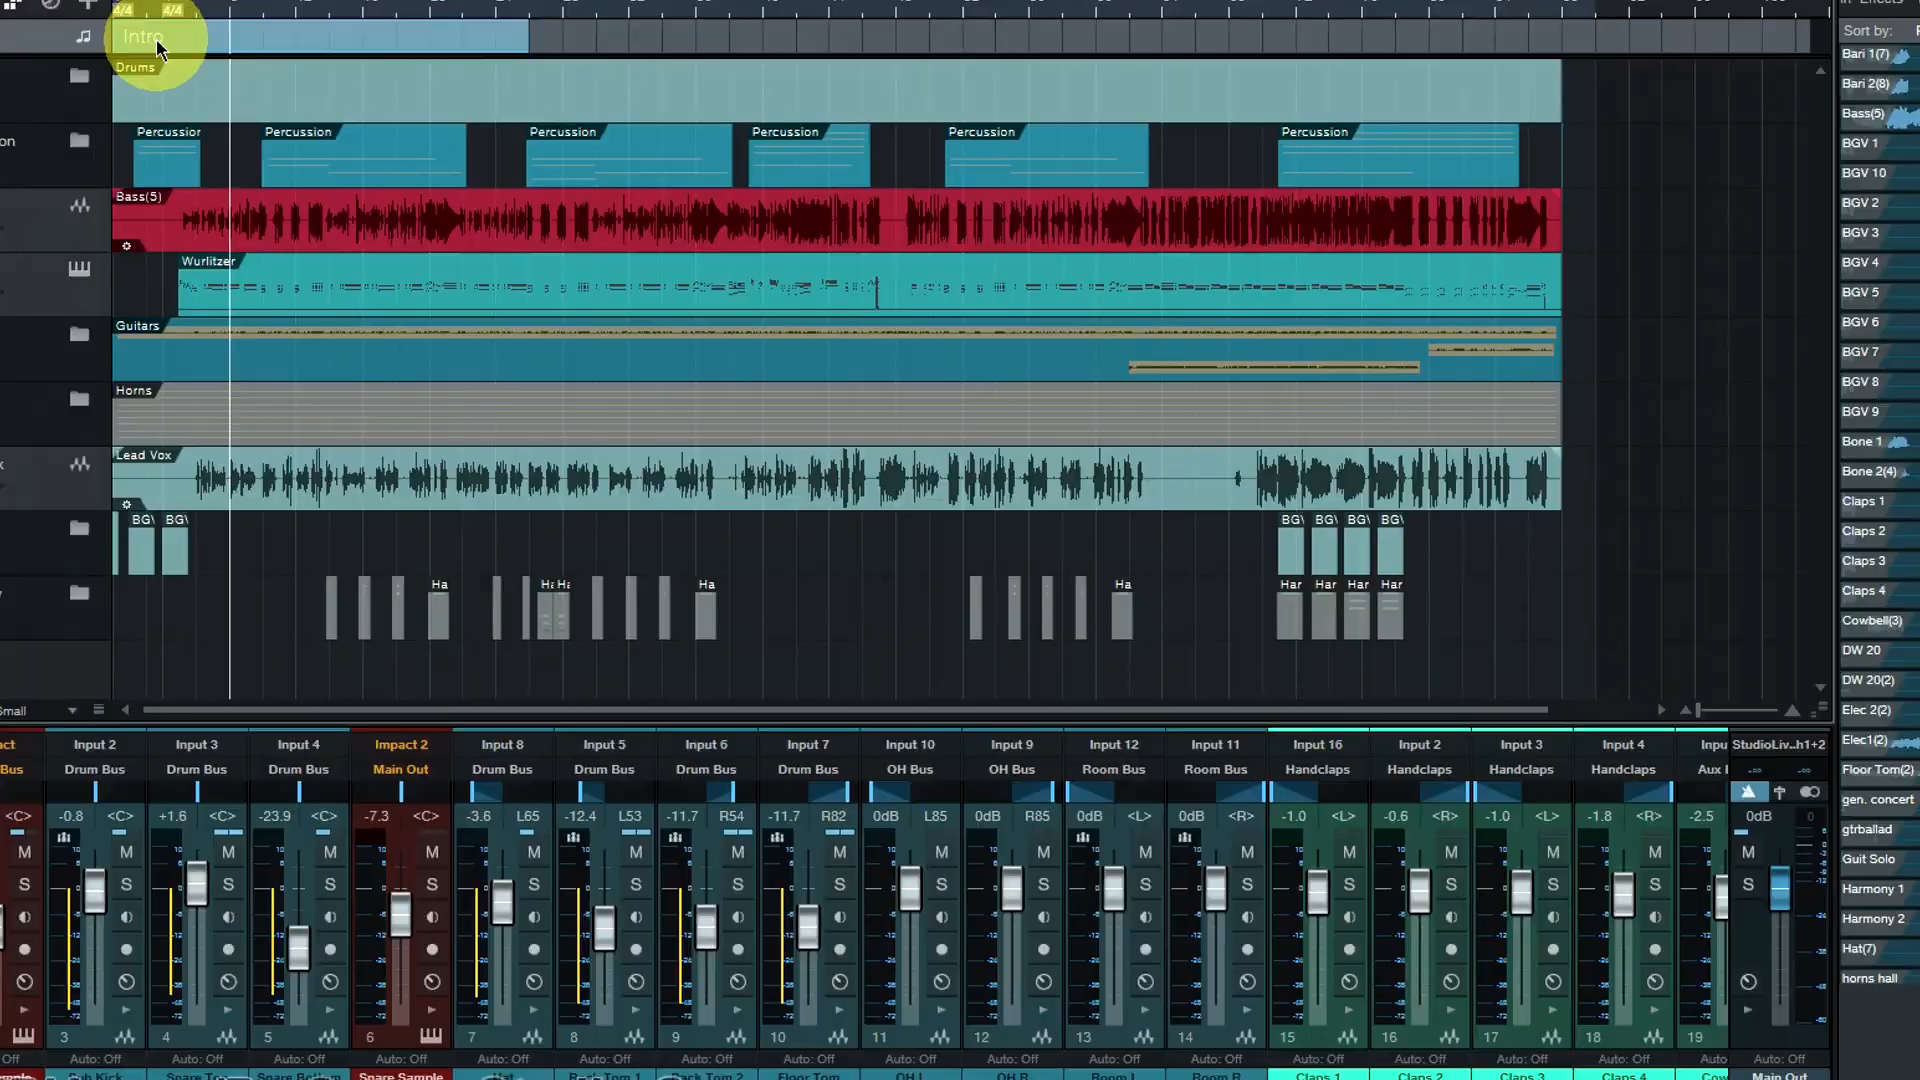 4/4 4/4
Intro
Sort by:
Drums
Bari 1(7)
Bari 2(8)
Bass(5)
on Percussion Percussion Percussion Percussion Percussion
BGV 1
BGV 10
Bass(5)
BGV 2
BGV 3
Wurlitzer
BGV 4
BGV 5
Guitars
BGV 6
BGV 7
BGV 8
Horns
BGV 9
Bone 1
Lead Vox
Bone 2(4)
Claps 1
BGV BGV BGV BGV BGV BGV
Claps 2
Claps 3
Ha Ha Ha Ha Ha Har Har Har Har
Claps 4
Cowbell(3)
DW 20
DW 20(2)
Small
Elec 2(2)
Elec1(2)
Floor Tom(2)
gen. concert
gtrballad
Guit Solo
Harmony 1
Harmony 2
Hat(7)
horns hall
Input 2 Input 3 Input 4 Impact 2 Input 8 Input 5 Input 6 Input 7 Input 10 Input 9 Input 12 Input 11 Input 16 Input 2 Input 3 Input 4 Inpu StudioLiv..h1+2
Bus Drum Bus Drum Bus Drum Bus Main Out Drum Bus Drum Bus Drum Bus Drum Bus OH Bus OH Bus Room Bus Room Bus Handclaps Handclaps Handclaps Handclaps Aux
<C> -0.8 <C> +1.6 <C> -23.9 <C> -7.3 <C> -3.6 L65 -12.4 L53 -11.7 R54 -11.7 R82 0dB L85 0dB R85 0dB <L> 0dB <R> -1.0 <L> -0.6 <R> -1.0 <L> -1.8 <R> -2.5 0dB 0
M M M M M M M M M M M M M M M M M M
S S S S S S S S S S S S S S S S S S
3 4 5 6 7 8 9 10 11 12 13 14 15 16 17 18 19
Off Auto: Off Auto: Off Auto: Off Auto: Off Auto: Off Auto: Off Auto: Off Auto: Off Auto: Off Auto: Off Auto: Off Auto: Off Auto: Off Auto: Off Auto: Off Auto: Off Auto Auto: Off
Sub Kick Snare Top Snare Bottom Snare Sample Hat Rack Tom 1 Rack Tom 2 Floor Tom OH L OH R Room L Room R Claps 1 Claps 2 Claps 3 Claps 4 Cow Main Out